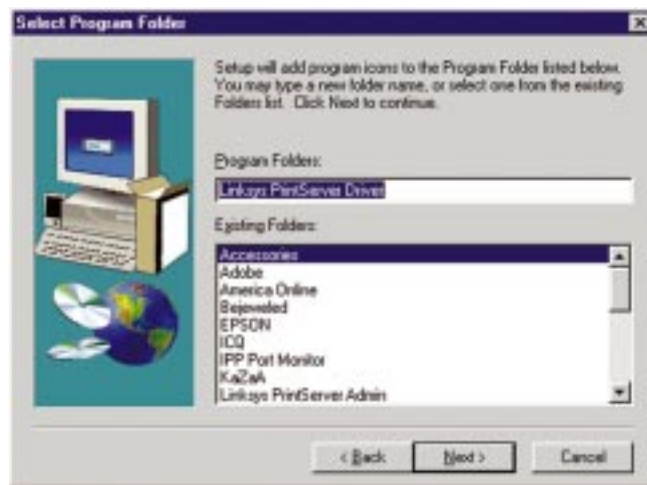 Select Program Folder
Setup will add program icons to the Program Folder listed below.
You may type a new folder name, or select one from the existing
Folders list. Click Next to continue.
Program Folders:
Linksys PrintServer Driver
Existing Folders:
Accessories
Adobe
America Online
Bejeweled
EPSON
ICQ
IPP Port Monitor
KaZaA
Linksys PrintServer Admin
< Back
Next >
Cancel